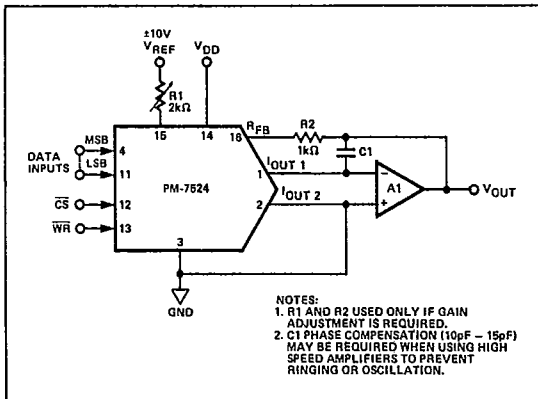 ±10V
VREF
VDD
R1
2kΩ
15
14
RFB
16
R2
1kΩ
C1
MSB
4
DATA
INPUTS
LSB
11
PM-7524
IOUT 1
1
IOUT 2
2
A1
−
+
VOUT
CS
12
WR
13
3
GND
NOTES:
1. R1 AND R2 USED ONLY IF GAIN
ADJUSTMENT IS REQUIRED.
2. C1 PHASE COMPENSATION (10pF – 15pF)
MAY BE REQUIRED WHEN USING HIGH
SPEED AMPLIFIERS TO PREVENT
RINGING OR OSCILLATION.